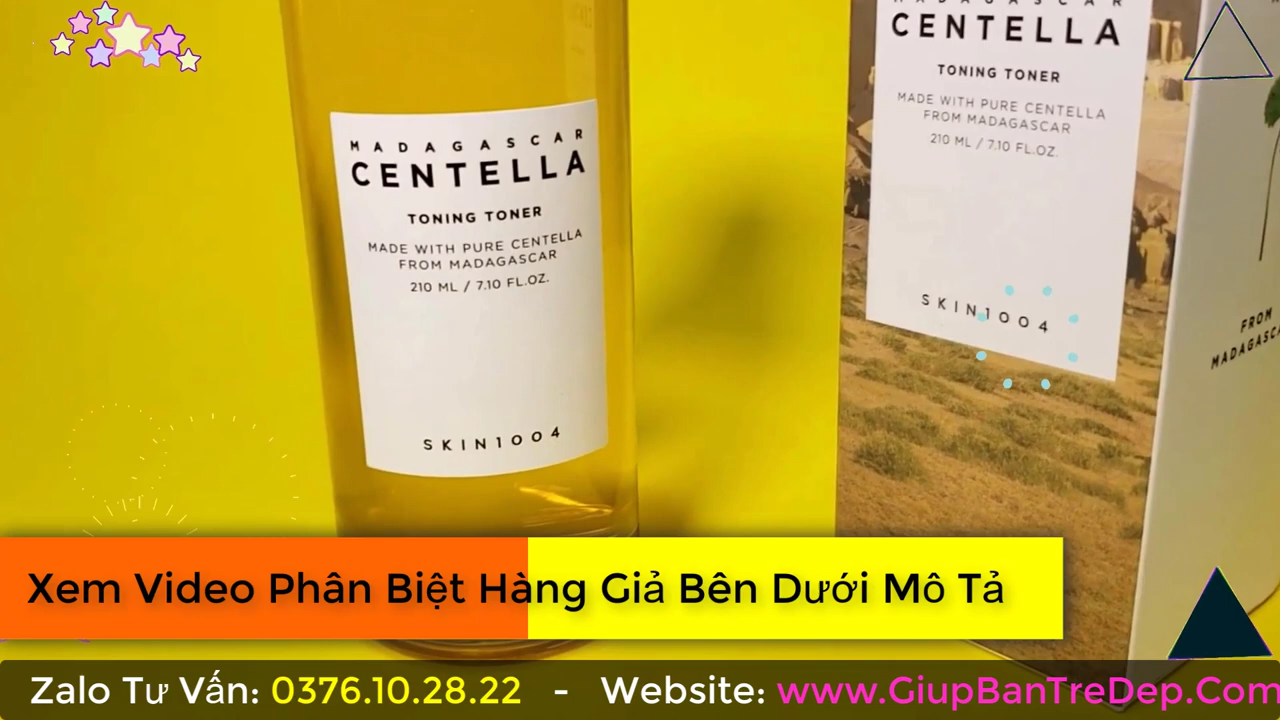 MADAGASCAR
CENTELLA
TONING TONER
MADE WITH PURE CENTELLA
FROM MADAGASCAR
210 ML / 7.10 FL.OZ.
SKIN1004
CENTELLA
TONING TONER
MADE WITH PURE CENTELLA
FROM MADAGASCAR
210 ML / 7.10 FL.OZ.
SKIN1004
FROM
Xem Video Phân Biệt Hàng Giả Bên Dưới Mô Tả
Zalo Tư Vấn: 0376.10.28.22 - Website: www.GiupBanTreDep.Com